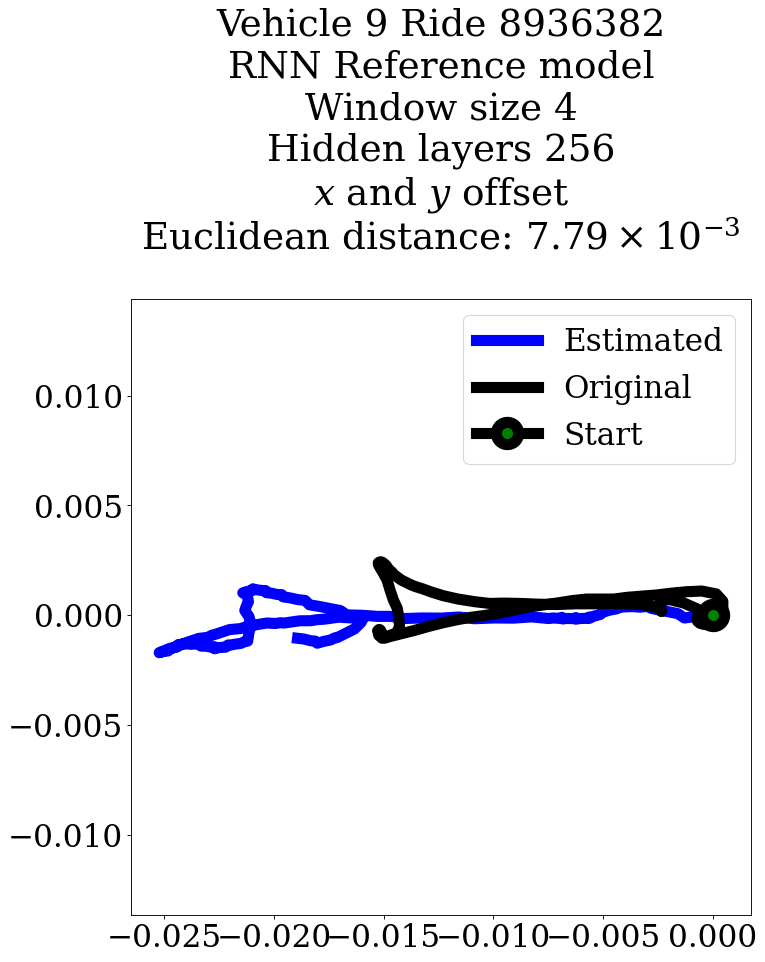 Vehicle 9 Ride 8936382
RNN Reference model
Window size 4
Hidden layers 256
x and y offset
Euclidean distance: 7.79 × 10⁻³
Estimated
Original
Start
0.010
0.005
0.000
−0.005
−0.010
−0.025 −0.020 −0.015 −0.010 −0.005 0.000